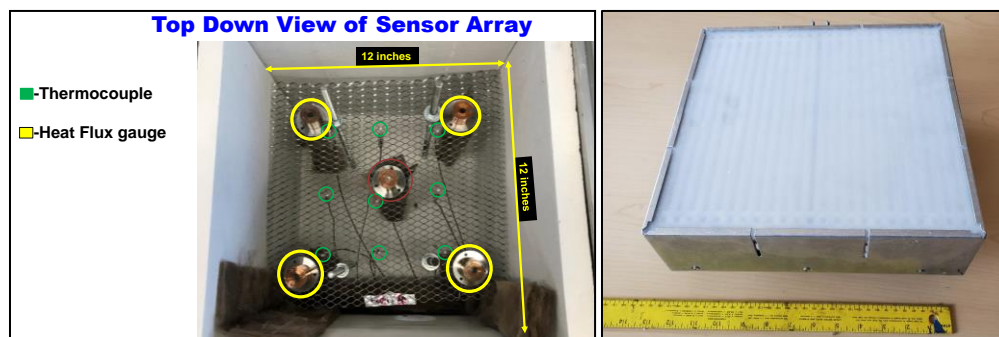 Top Down View of Sensor Array
12 inches
-Thermocouple
-Heat Flux gauge
12 inches